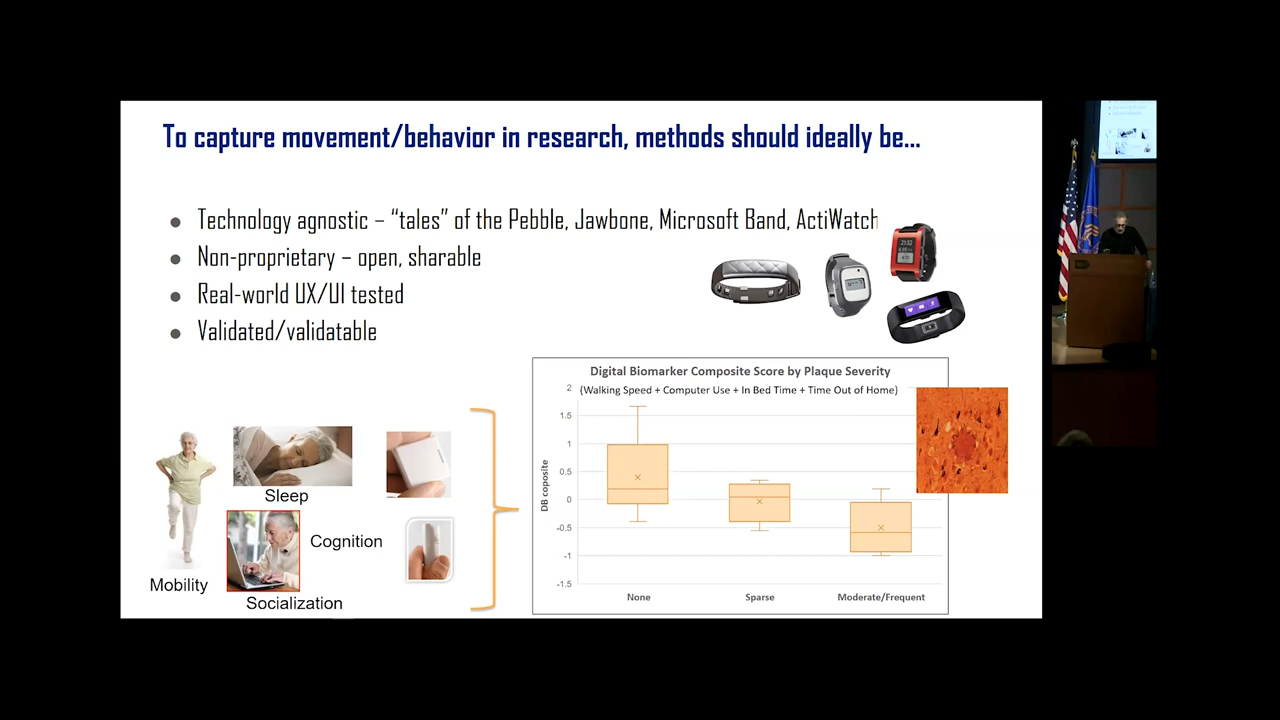 To capture movement/behavior in research, methods should ideally be...
● Technology agnostic – “tales” of the Pebble, Jawbone, Microsoft Band, ActiWatch
● Non-proprietary – open, sharable
● Real-world UX/UI tested
● Validated/validatable
Mobility
Sleep
Cognition
Socialization
Digital Biomarker Composite Score by Plaque Severity
(Walking Speed + Computer Use + In Bed Time + Time Out of Home)
DB coposite
2
1.5
1
0.5
0
-0.5
-1
-1.5
None
Sparse
Moderate/Frequent